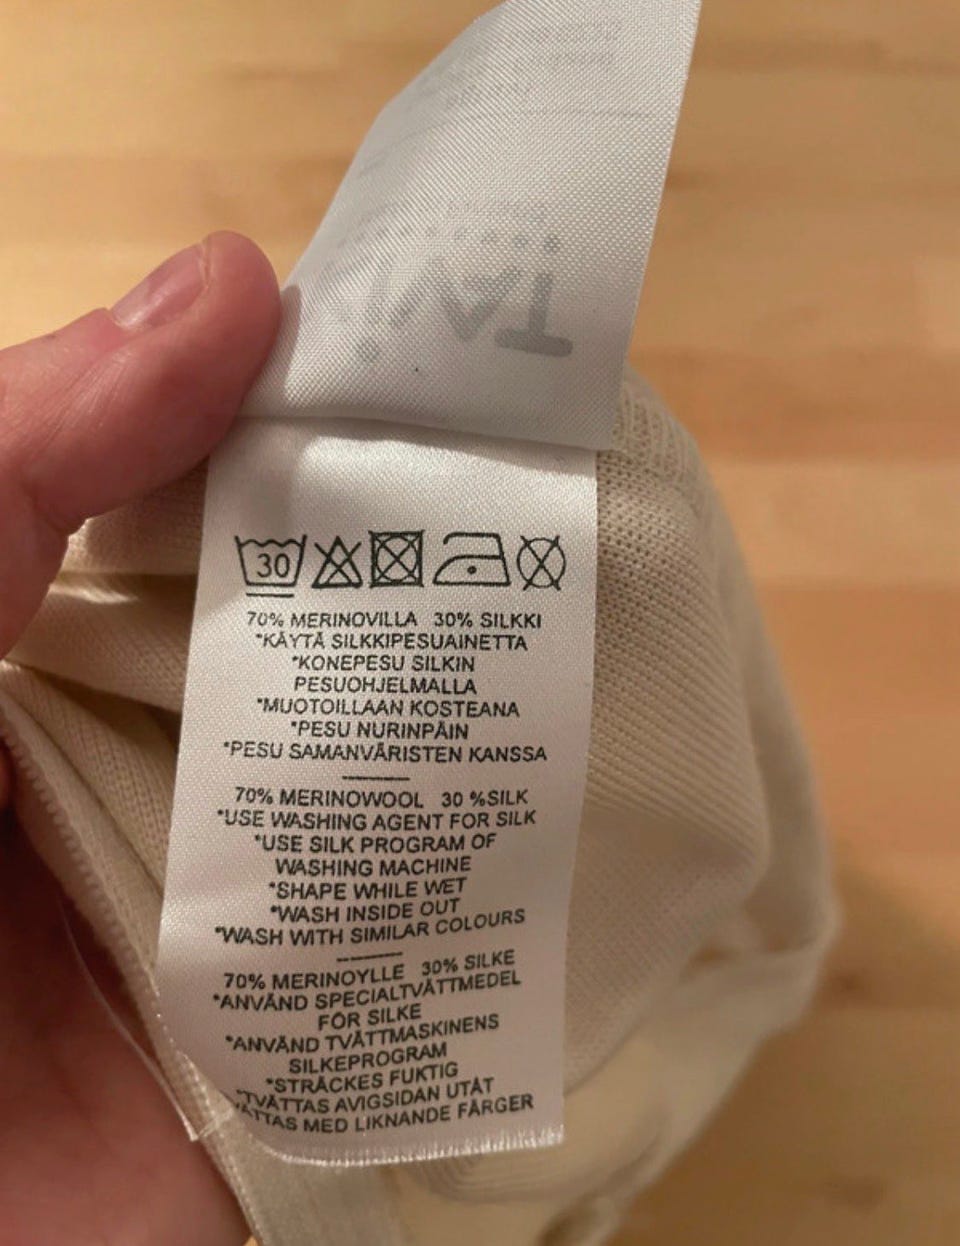 30
70% MERINOVILLA 30% SILKKI
*KÄYTÄ SILKKIPESUAINETTA
*KONEPESU SILKIN
PESUOHJELMALLA
*MUOTOILLAAN KOSTEANA
*PESU NURINPÄIN
*PESU SAMANVÄRISTEN KANSSA
70% MERINOWOOL 30 %SILK
*USE WASHING AGENT FOR SILK
*USE SILK PROGRAM OF
WASHING MACHINE
*SHAPE WHILE WET
*WASH INSIDE OUT
*WASH WITH SIMILAR COLOURS
70% MERINOYLLE 30% SILKE
*ANVÄND SPECIALTVÄTTMEDEL
FÖR SILKE
*ANVÄND TVÄTTMASKINENS
SILKEPROGRAM
*STRÄCKES FUKTIG
*TVÄTTAS AVIGSIDAN UTÅT
MED LIKNANDE FÄRGER